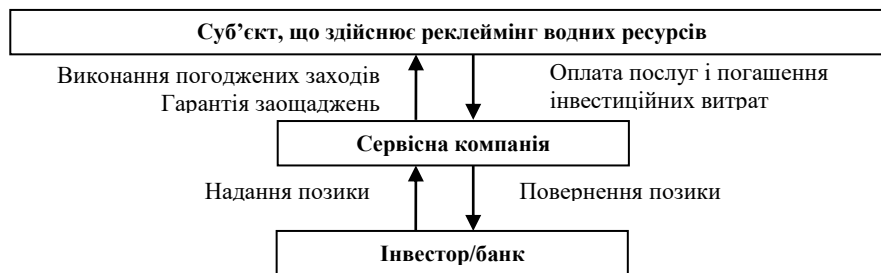 Суб’єкт, що здійснює реклеймінг водних ресурсів
Виконання погоджених заходів
Гарантія заощаджень
Оплата послуг і погашення
інвестиційних витрат
Сервісна компанія
Надання позики
Повернення позики
Інвестор/банк